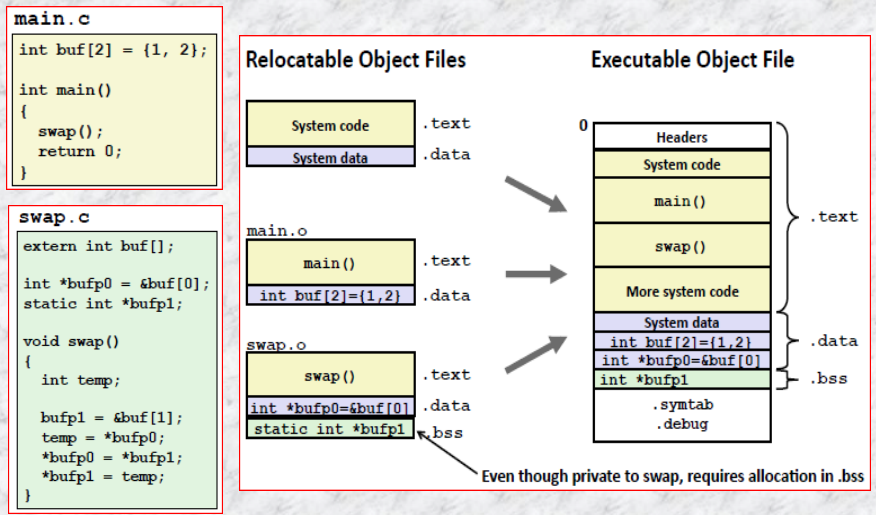 main.c
int buf[2] = {1, 2};
int main()
{
swap();
return 0;
}
swap.c
extern int buf[];
int *bufp0 = &buf[0];
static int *bufp1;
void swap()
{
int temp;
bufp1 = &buf[1];
temp = *bufp0;
*bufp0 = *bufp1;
*bufp1 = temp;
}
Relocatable Object Files
System code
.text
System data
.data
main.o
main()
.text
int buf[2]={1,2}
.data
swap.o
swap()
.text
int *bufp0=&buf[0]
.data
static int *bufp1
.bss
Executable Object File
0
Headers
System code
main()
swap()
More system code
.text
System data
int buf[2]={1,2}
int *bufp0=&buf[0]
.data
int *bufp1
.bss
.symtab
.debug
Even though private to swap, requires allocation in .bss